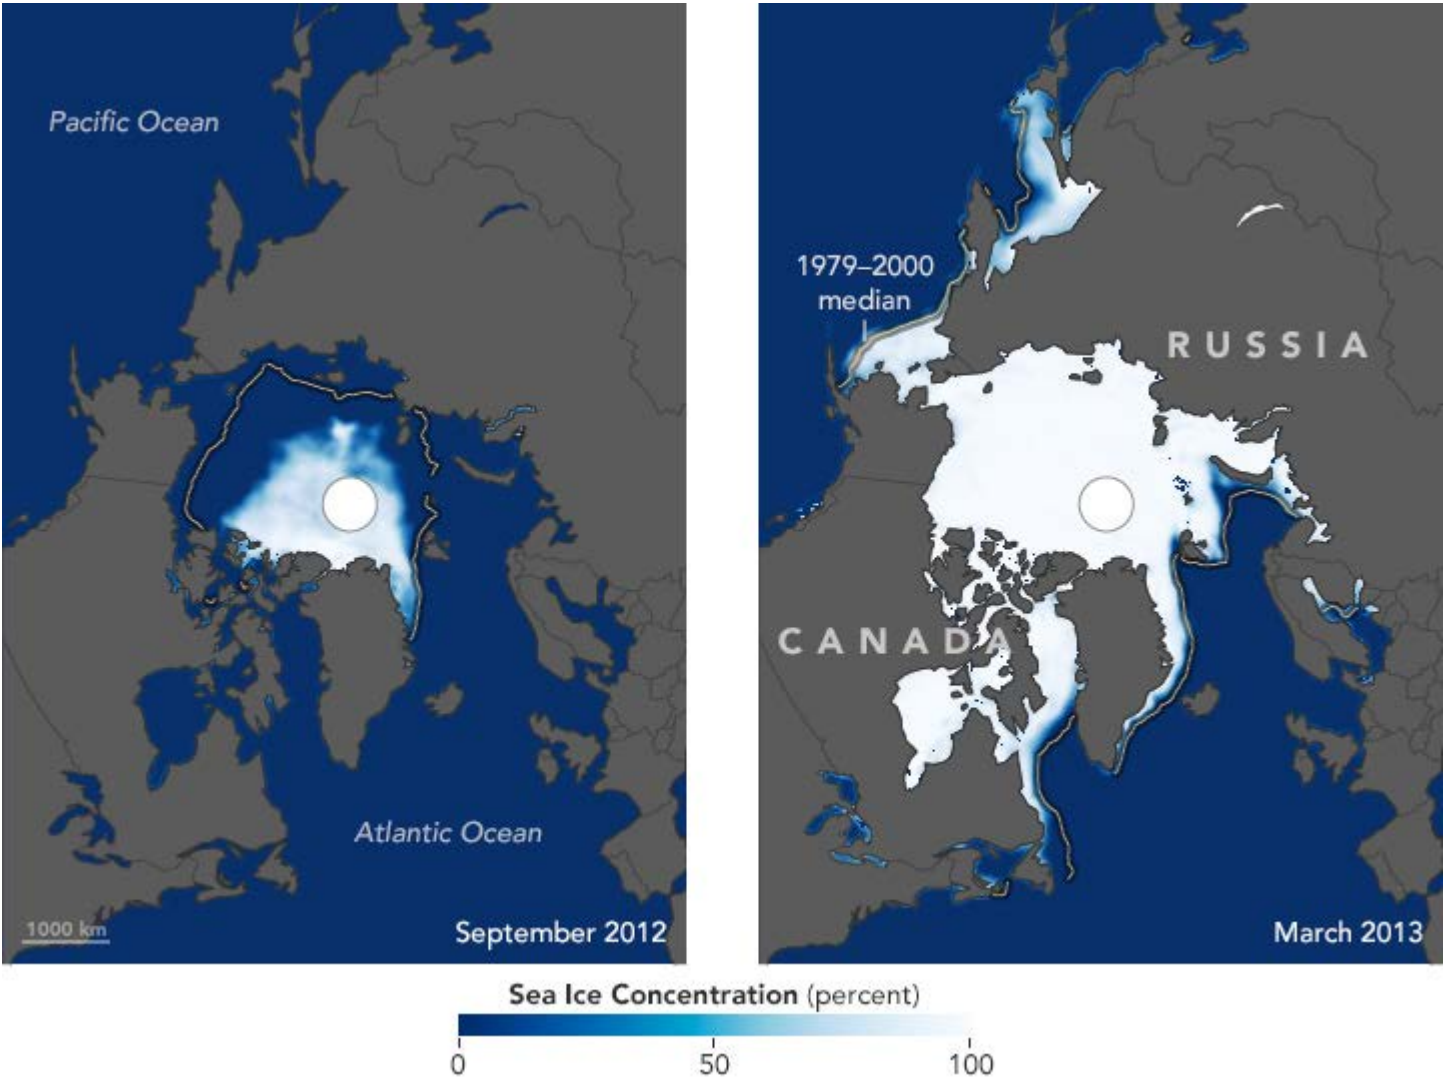 Pacific Ocean
Atlantic Ocean
1000 km
September 2012
1979–2000
median
RUSSIA
CANADA
March 2013
Sea Ice Concentration (percent)
0 50 100